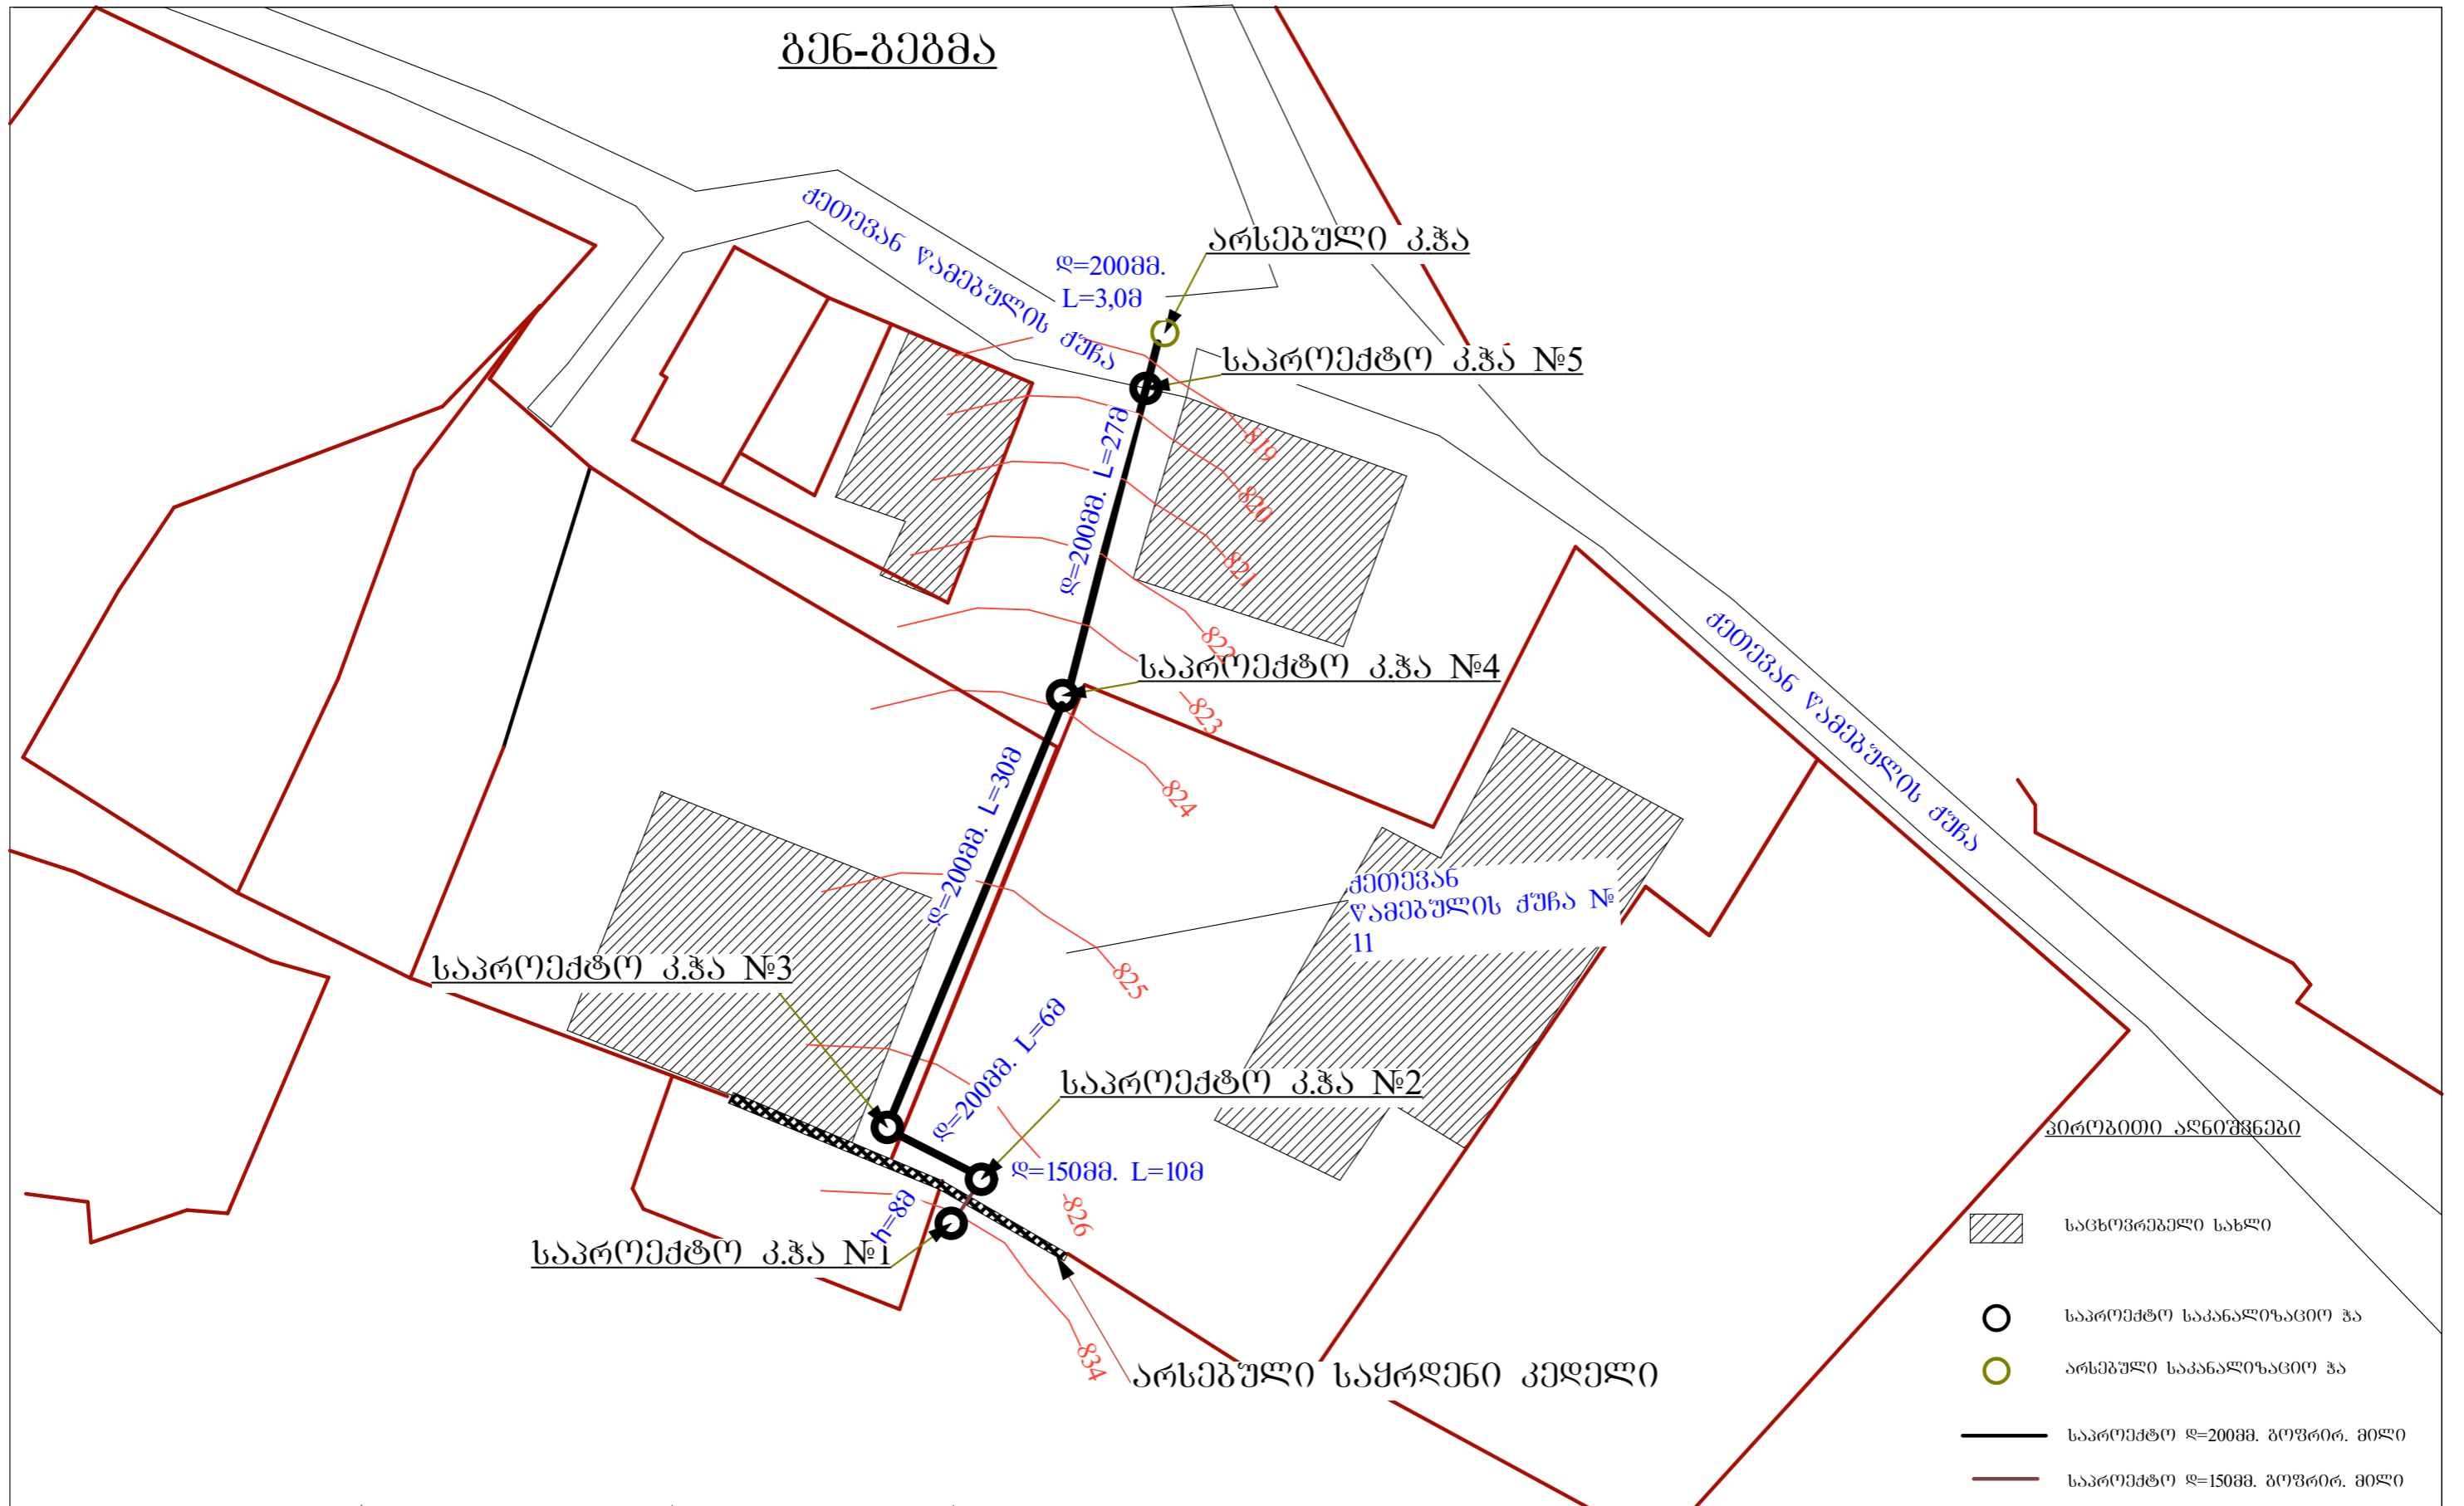 გენ-გეგმა
არსებული კ.ჭა
დ=200მმ.
L=3,0მ
ქეთევან წამებულის ქუჩა
საპროექტო კ.ჭა №5
დ=200მმ. L=27მ
819
820
821
822
საპროექტო კ.ჭა №4
823
824
ქეთევან წამებულის ქუჩა
დ=200მმ. L=30მ
ქეთევან
წამებულის ქუჩა №
11
საპროექტო კ.ჭა №3
825
დ=200მმ. L=6მ
საპროექტო კ.ჭა №2
დ=150მმ. L=10მ
826
h=8მ
საპროექტო კ.ჭა №1
834
არსებული საყრდენი კედელი
პირობითი აღნიშვნები
საცხოვრებელი სახლი
საპროექტო საკანალიზაციო ჭა
არსებული საკანალიზაციო ჭა
საპროექტო დ=200მმ. გოფრირ. მილი
საპროექტო დ=150მმ. გოფრირ. მილი